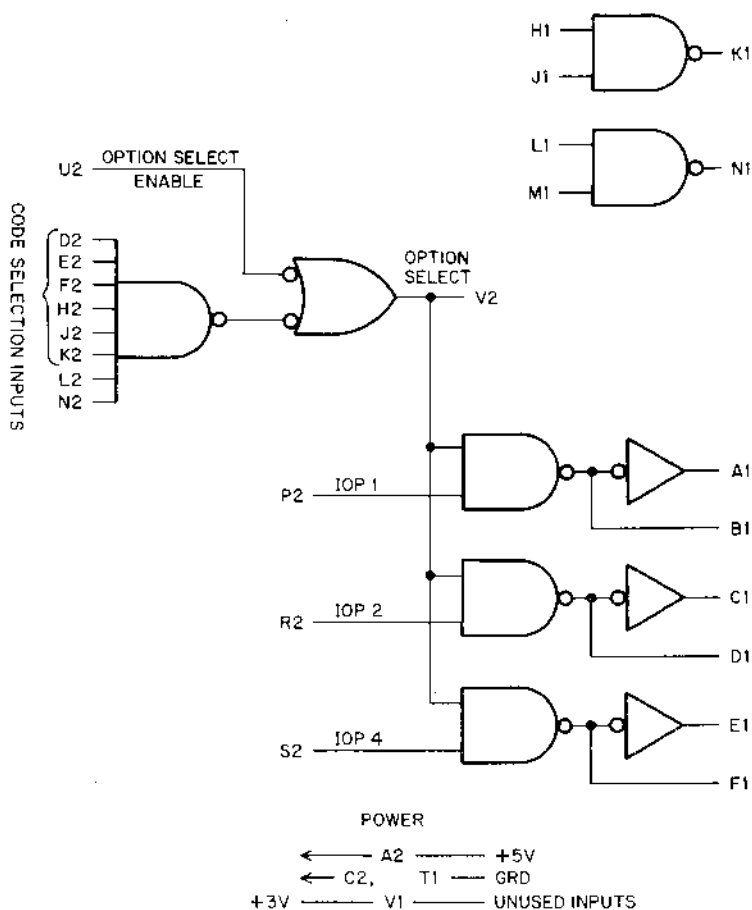 H1
K1
J1
L1
N1
M1
U2
OPTION SELECT
ENABLE
CODE SELECTION INPUTS
D2
E2
F2
H2
J2
K2
L2
N2
OPTION
SELECT
V2
P2 IOP 1
A1
B1
R2 IOP 2
C1
D1
S2 IOP 4
E1
F1
POWER
A2 +5V
C2, T1 GRD
+3V V1 UNUSED INPUTS